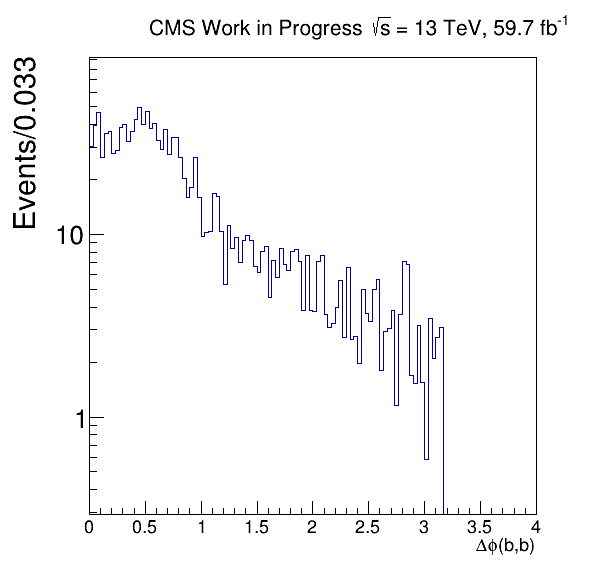 CMS Work in Progress √s = 13 TeV, 59.7 fb⁻¹
Events/0.033
10
1
0 0.5 1 1.5 2 2.5 3 3.5 4
Δϕ(b,b)